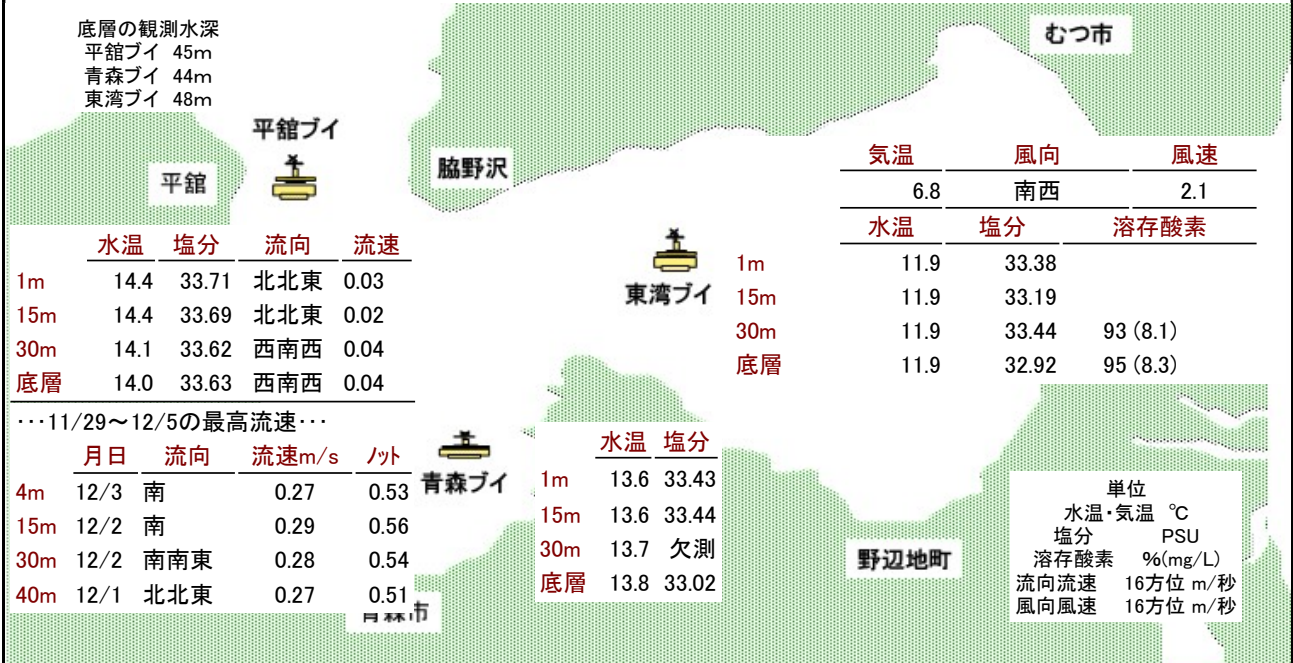 底層の観測水深
平舘ブイ 45m
青森ブイ 44m
東湾ブイ 48m
むつ市
平舘ブイ
脇野沢
平舘
気温 風向 風速
6.8 南西 2.1
水温 塩分 溶存酸素
1m 11.9 33.38
15m 11.9 33.19
30m 11.9 33.44 93 (8.1)
底層 11.9 32.92 95 (8.3)
東湾ブイ
水温 塩分 流向 流速
1m 14.4 33.71 北北東 0.03
15m 14.4 33.69 北北東 0.02
30m 14.1 33.62 西南西 0.04
底層 14.0 33.63 西南西 0.04
･･･11/29～12/5の最高流速･･･
月日 流向 流速m/s ﾉｯﾄ
4m 12/3 南 0.27 0.53
15m 12/2 南 0.29 0.56
30m 12/2 南南東 0.28 0.54
40m 12/1 北北東 0.27 0.51
青森ブイ
水温 塩分
1m 13.6 33.43
15m 13.6 33.44
30m 13.7 欠測
底層 13.8 33.02
青森市
野辺地町
単位
水温･気温 ℃
塩分 PSU
溶存酸素 %(mg/L)
流向流速 16方位 m/秒
風向風速 16方位 m/秒